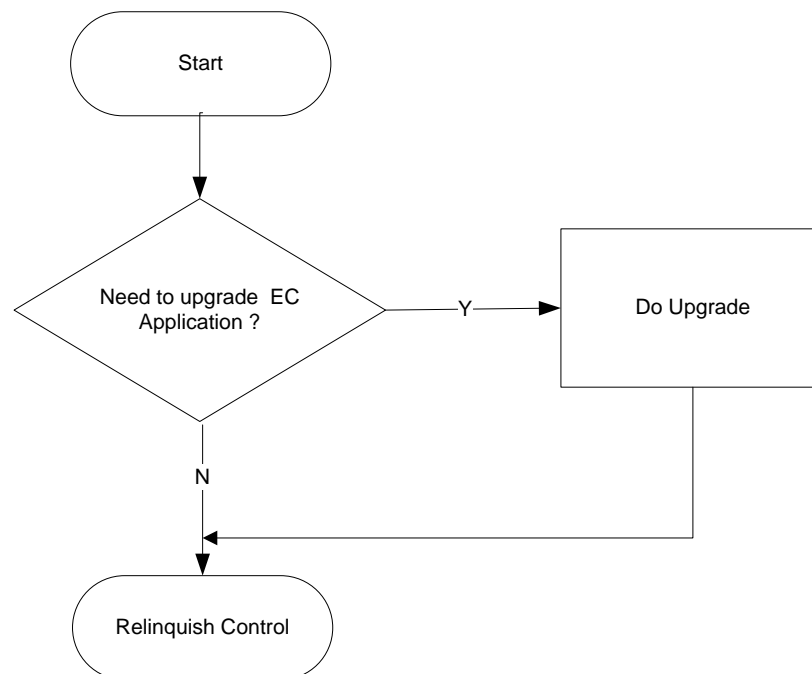 Start
Need to upgrade  EC
Application ?
Y
Do Upgrade
N
Relinquish Control